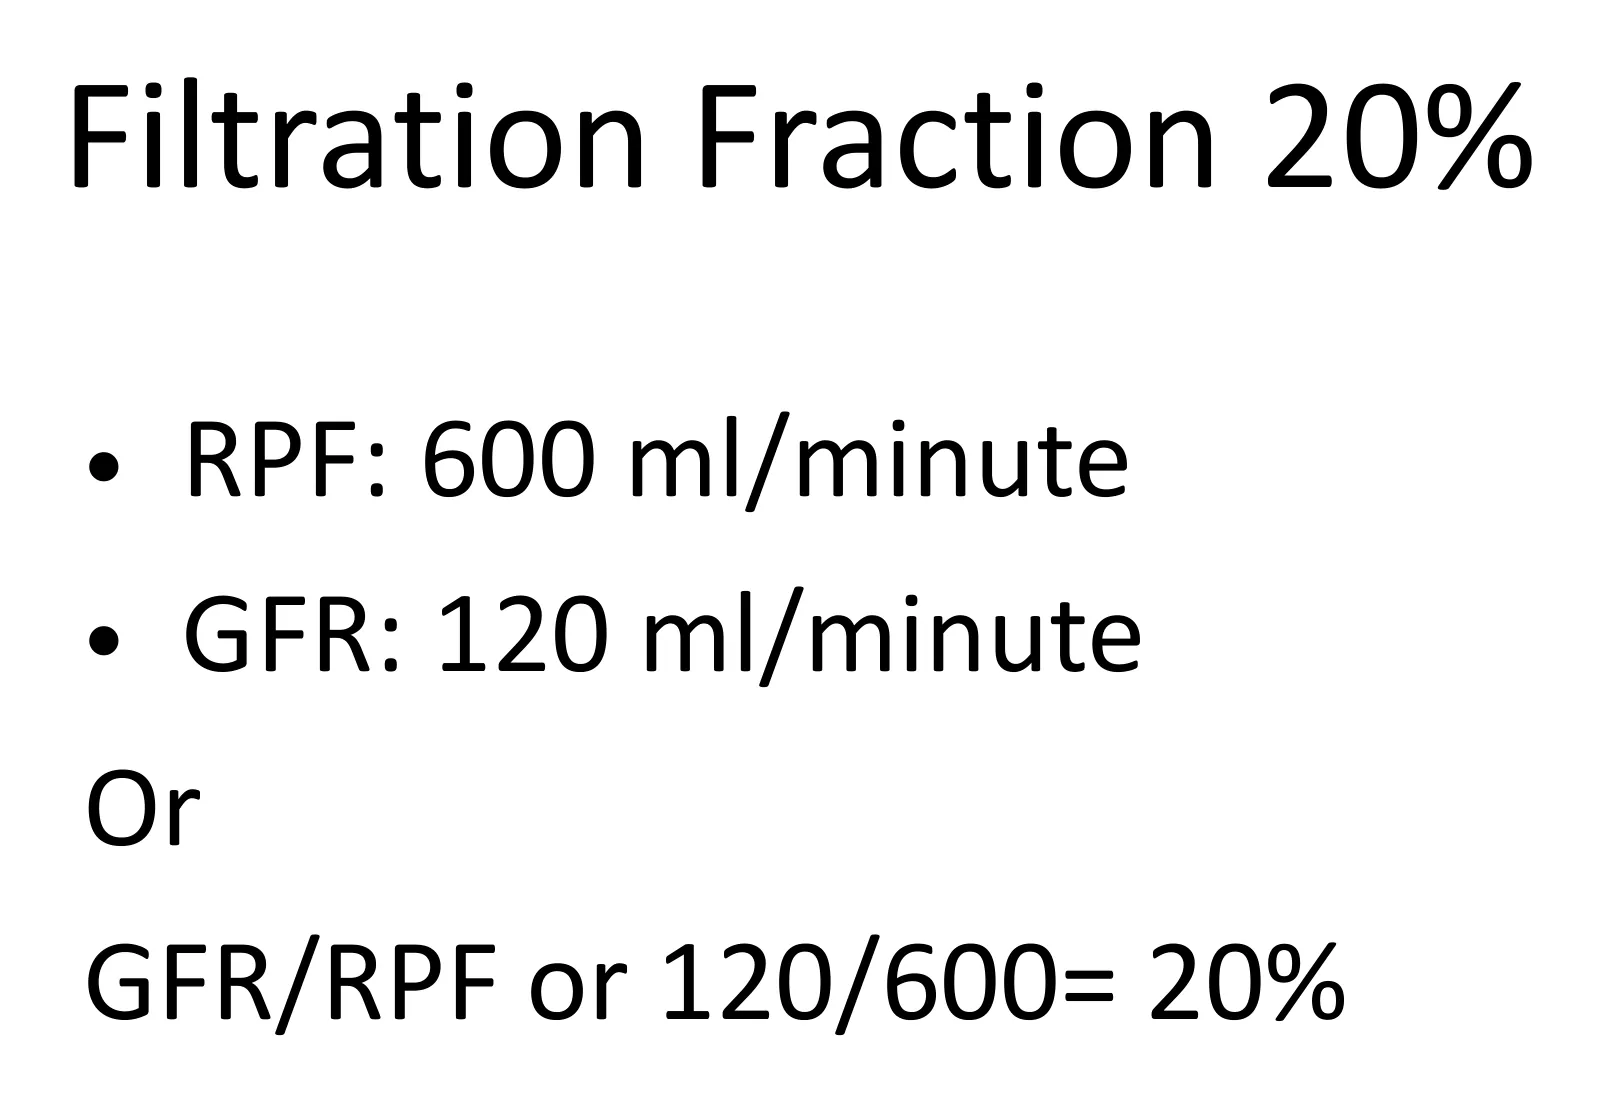 Filtration Fraction 20%
• RPF: 600 ml/minute
• GFR: 120 ml/minute
Or
GFR/RPF or 120/600= 20%